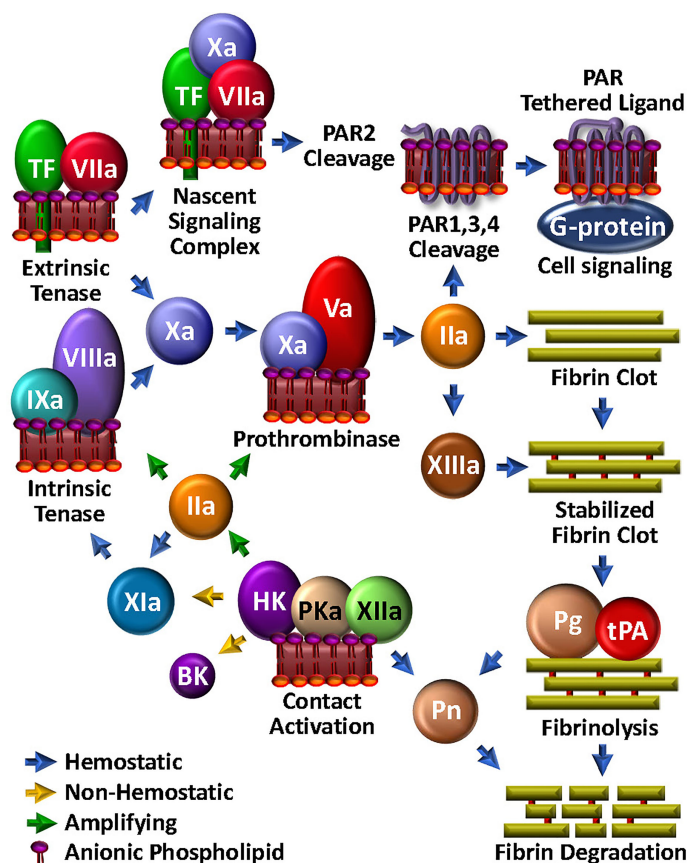 Xa
TF
VIIa
PAR
Tethered Ligand
TF
VIIa
PAR2
Cleavage
Nascent
Signaling
Complex
PAR1,3,4
Cleavage
G-protein
Cell signaling
Extrinsic
Tenase
Xa
Va
Xa
IIa
VIIIa
IXa
Fibrin Clot
Prothrombinase
XIIIa
Intrinsic
Tenase
IIa
Stabilized
Fibrin Clot
XIa
HK
PKa
XIIa
Pg
tPA
BK
Contact
Activation
Pn
Fibrinolysis
Hemostatic
Non-Hemostatic
Amplifying
Anionic Phospholipid
Fibrin Degradation